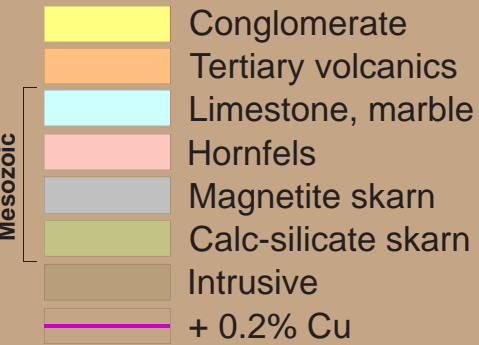 Conglomerate
Tertiary volcanics
Limestone, marble
Hornfels
Magnetite skarn
Calc-silicate skarn
Intrusive
+ 0.2% Cu
Mesozoic